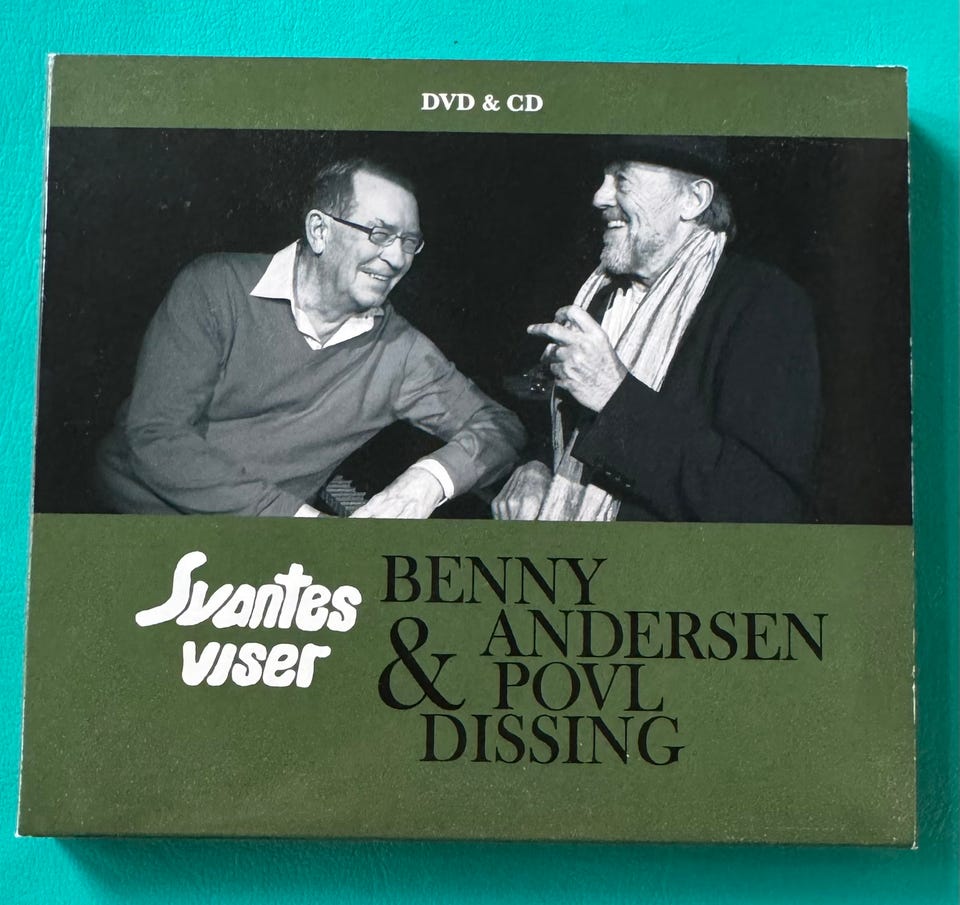 DVD & CD
Svantes
viser
BENNY
ANDERSEN
& POVL
DISSING